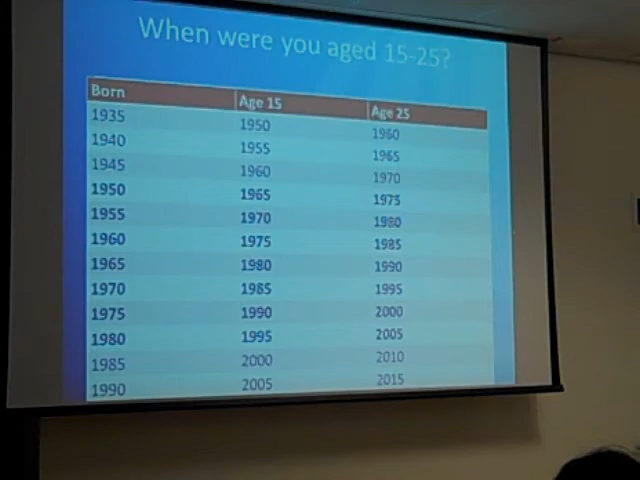 When were you aged 15-25?
Born Age 15 Age 25
1935 1950 1960
1940 1955 1965
1945 1960 1970
1950 1965 1975
1955 1970 1980
1960 1975 1985
1965 1980 1990
1970 1985 1995
1975 1990 2000
1980 1995 2005
1985 2000 2010
1990 2005 2015